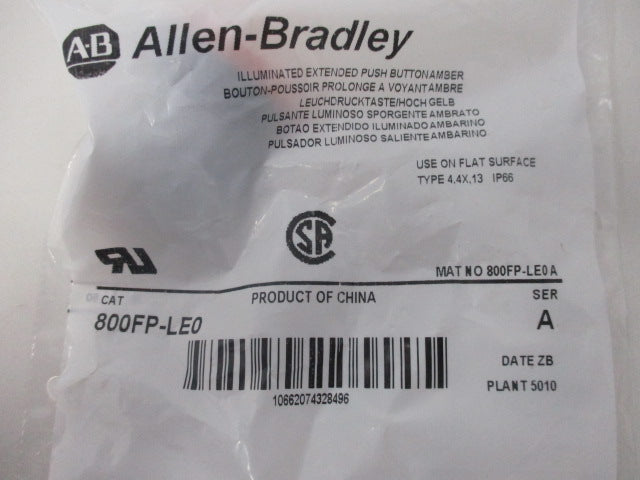 A-B Allen-Bradley
ILLUMINATED EXTENDED PUSH BUTTONAMBER
BOUTON-POUSSOIR PROLONGE A VOYANTAMBRE
LEUCHDRUCKTASTE/HOCH GELB
PULSANTE LUMINOSO SPORGENTE AMBRATO
BOTAO EXTENDIDO ILUMINADO AMBARINO
PULSADOR LUMINOSO SALIENTE AMBARINO
USE ON FLAT SURFACE
TYPE 4,4X,13 IP66
SA
MAT NO 800FP-LE0 A
CAT
PRODUCT OF CHINA
SER
800FP-LE0
A
DATE ZB
PLANT 5010
10662074328496